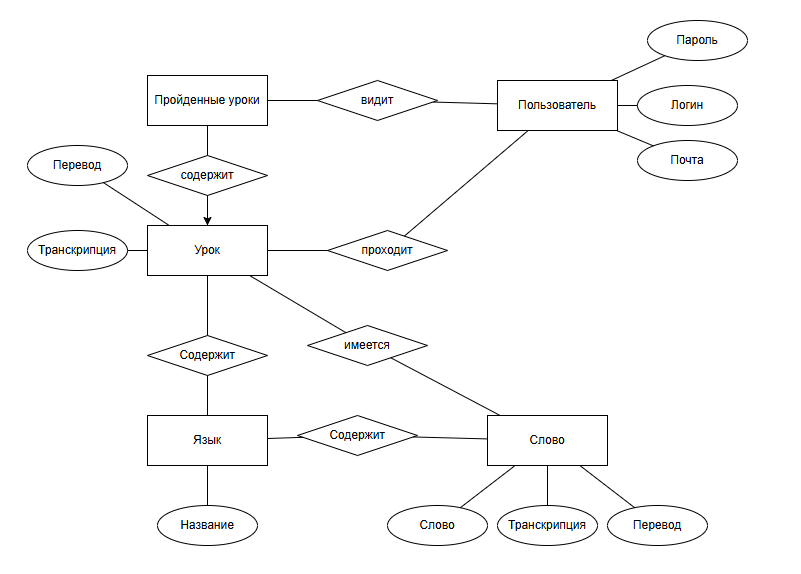 Пароль
Пройденные уроки
видит
Пользователь
Логин
Перевод
содержит
Почта
Транскрипция
Урок
проходит
Содержит
имеется
Язык
Содержит
Слово
Название
Слово
Транскрипция
Перевод